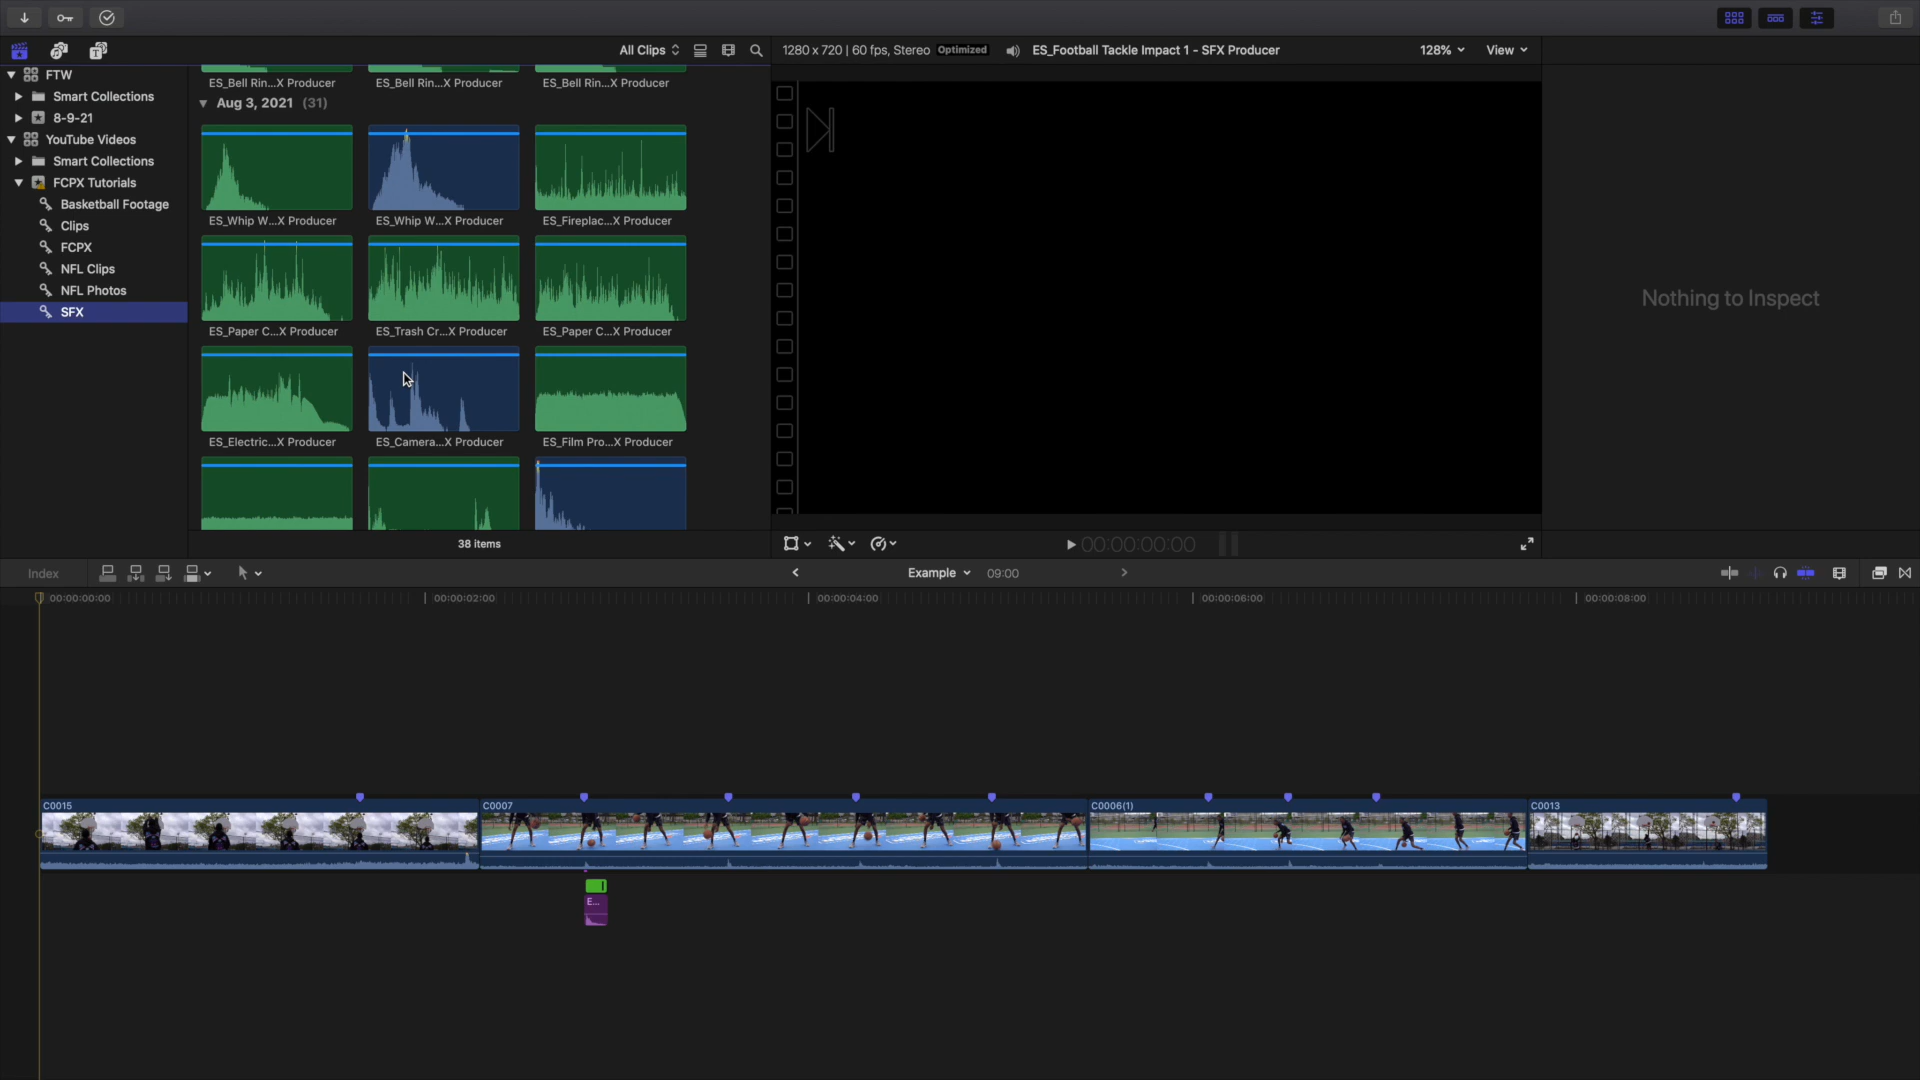 All Clips
1280 x 720 | 60 fps, Stereo Optimized
ES_Football Tackle Impact 1 - SFX Producer
128%
View
FTW
Smart Collections
8-9-21
YouTube Videos
Smart Collections
FCPX Tutorials
Basketball Footage
Clips
FCPX
NFL Clips
NFL Photos
SFX
ES_Bell Rin...X Producer
ES_Bell Rin...X Producer
ES_Bell Rin...X Producer
Aug 3, 2021 (31)
ES_Whip W...X Producer
ES_Whip W...X Producer
ES_Fireplac...X Producer
ES_Paper C...X Producer
ES_Trash Cr...X Producer
ES_Paper C...X Producer
ES_Electric...X Producer
ES_Camera...X Producer
ES_Film Pro...X Producer
38 items
Nothing to Inspect
00:00:00:00
Index
Example
09:00
00:00:00:00
00:00:02:00
00:00:04:00
00:00:06:00
00:00:08:00
C0015
C0007
C0006(1)
C0013
E...